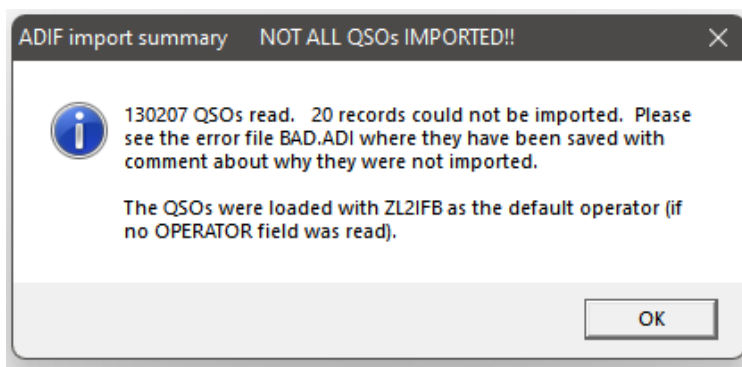 ADIF import summary    NOT ALL QSOs IMPORTED!!
130207 QSOs read.   20 records could not be imported.  Please
see the error file BAD.ADI where they have been saved with
comment about why they were not imported.
The QSOs were loaded with ZL2IFB as the default operator (if
no OPERATOR field was read).
OK